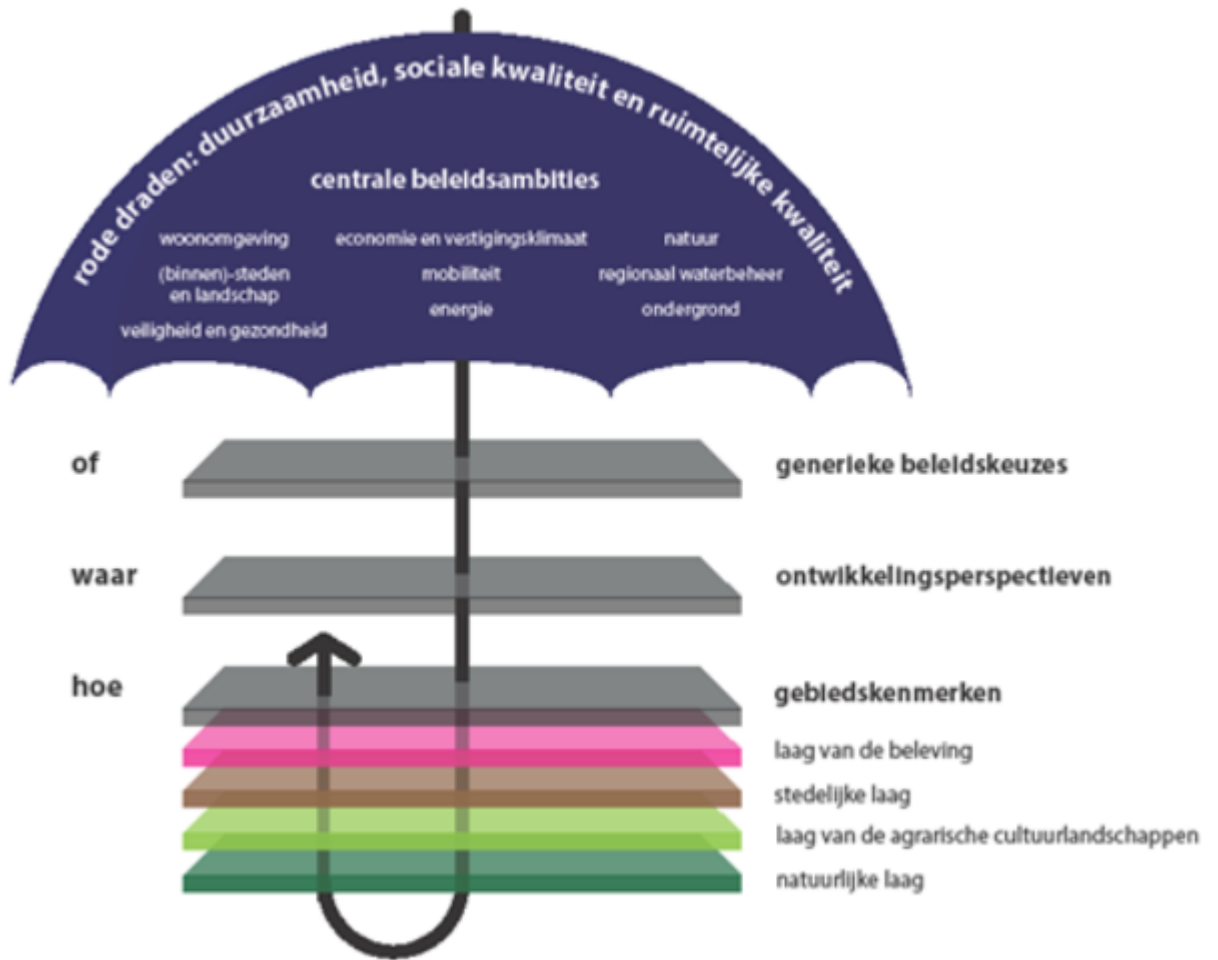 rode draden: duurzaamheid, sociale kwaliteit en ruimtelijke kwaliteit
centrale beleidsambities
woonomgeving
(binnen)-steden
en landschap
veiligheid en gezondheid
economie en vestigingsklimaat
mobiliteit
energie
natuur
regionaal waterbeheer
ondergrond
of
generieke beleidskeuzes
waar
ontwikkelingsperspectieven
hoe
gebiedskenmerken
laag van de beleving
stedelijke laag
laag van de agrarische cultuurlandschappen
natuurlijke laag